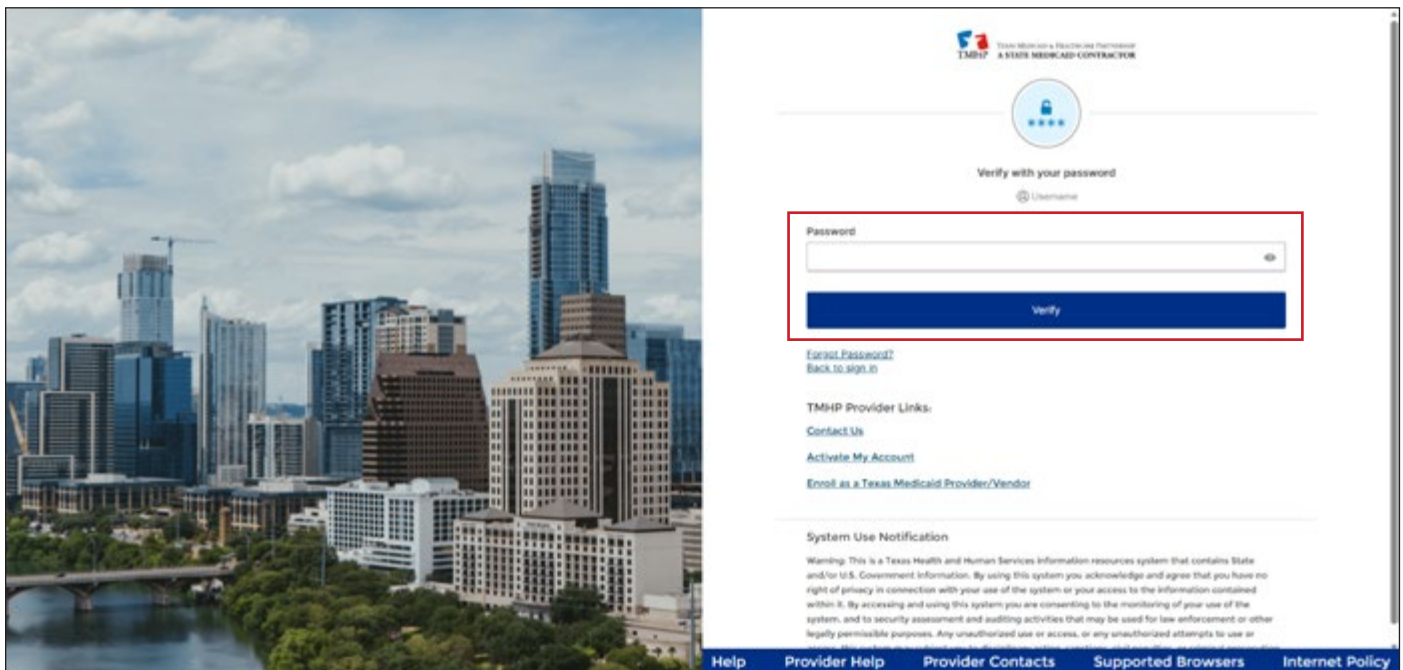 TMHP
TEXAS MEDICAID & HEALTHCARE PARTNERSHIP
A STATE MEDICAID CONTRACTOR
Verify with your password
Username
Password
Verify
Forgot Password?
Back to sign in
TMHP Provider Links:
Contact Us
Activate My Account
Enroll as a Texas Medicaid Provider/Vendor
System Use Notification
Warning: This is a Texas Health and Human Services information resources system that contains State
and/or U.S. Government information. By using this system you acknowledge and agree that you have no
right of privacy in connection with your use of the system or your access to the information contained
within it. By accessing and using this system you are consenting to the monitoring of your use of the
system, and to security assessment and auditing activities that may be used for law enforcement or other
legally permissible purposes. Any unauthorized use or access, or any unauthorized attempts to use or
Help Provider Help Provider Contacts Supported Browsers Internet Policy